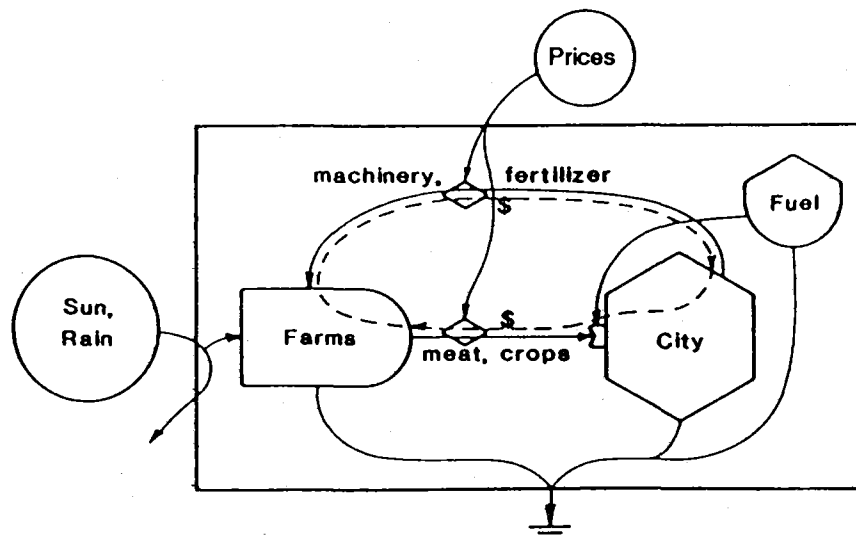 Prices
machinery, fertilizer
$
Fuel
Sun,
Rain
Farms
$
City
meat, crops